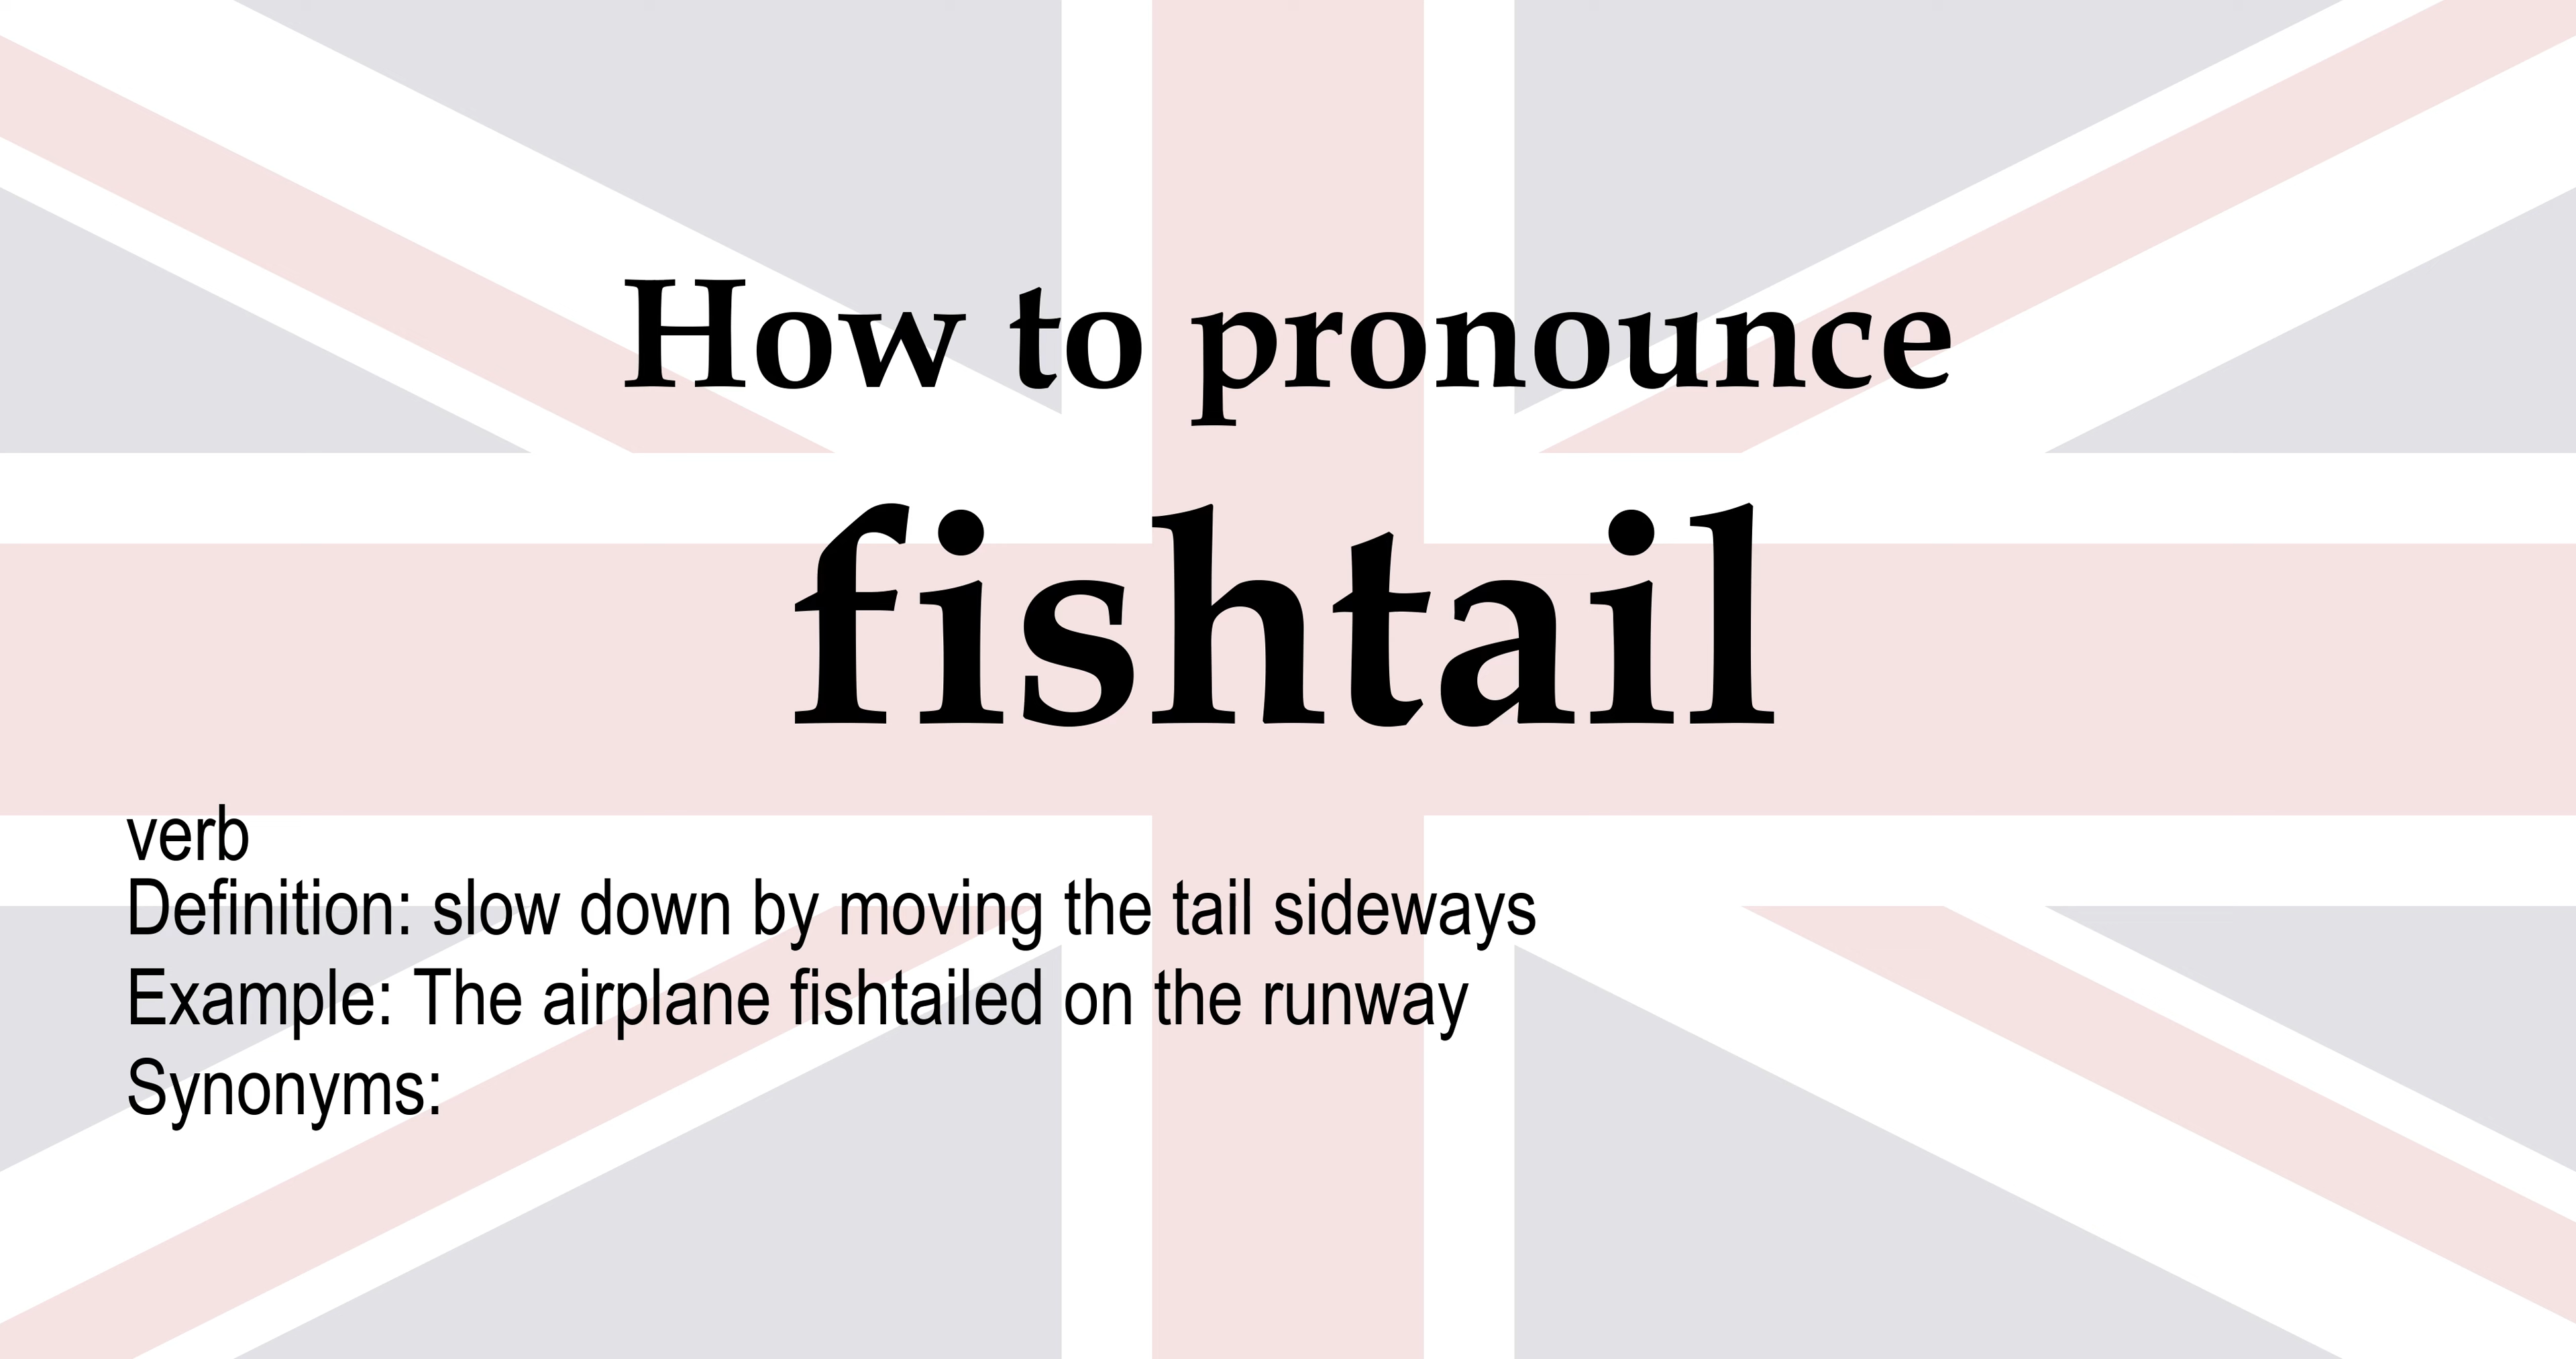 How to pronounce
fishtail
verb
Definition: slow down by moving the tail sideways
Example: The airplane fishtailed on the runway
Synonyms: